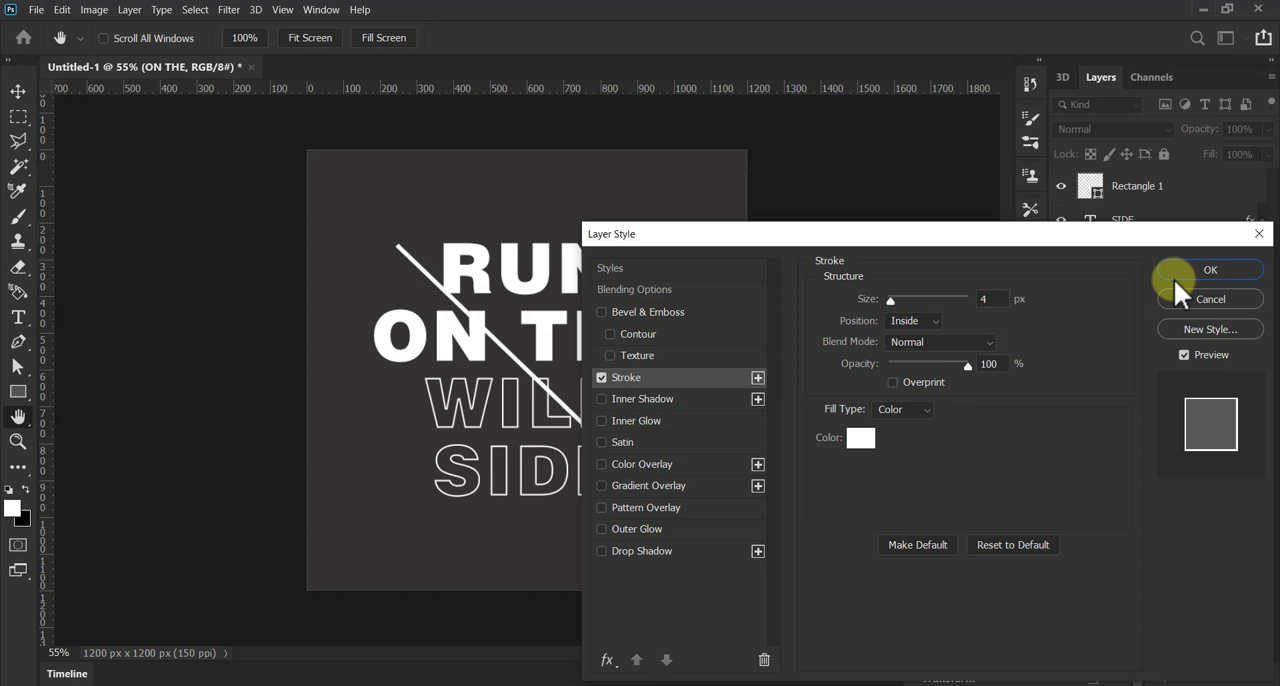 Ps File Edit Image Layer Type Select Filter 3D View Window Help
Scroll All Windows 100% Fit Screen Fill Screen
Untitled-1 @ 55% (ON THE, RGB/8#) * ×
3D Layers Channels
600 500 400 300 200 100 0 100 200 300 400 500 600 700 800 900 1000 1100 1200 1300 1400 1500 1600 1700 1800
Kind
Normal Opacity: 100%
Lock: Fill: 100%
Rectangle 1
SIDE
RUN
ON T
WIL
SIDE
Layer Style
Styles
Blending Options
Bevel & Emboss
Contour
Texture
Stroke
Inner Shadow
Inner Glow
Satin
Color Overlay
Gradient Overlay
Pattern Overlay
Outer Glow
Drop Shadow
fx
Stroke
Structure
Size: 4 px
Position: Inside
Blend Mode: Normal
Opacity: 100 %
Overprint
Fill Type: Color
Color:
Make Default Reset to Default
OK
Cancel
New Style...
Preview
55% 1200 px x 1200 px (150 ppi) >
Timeline